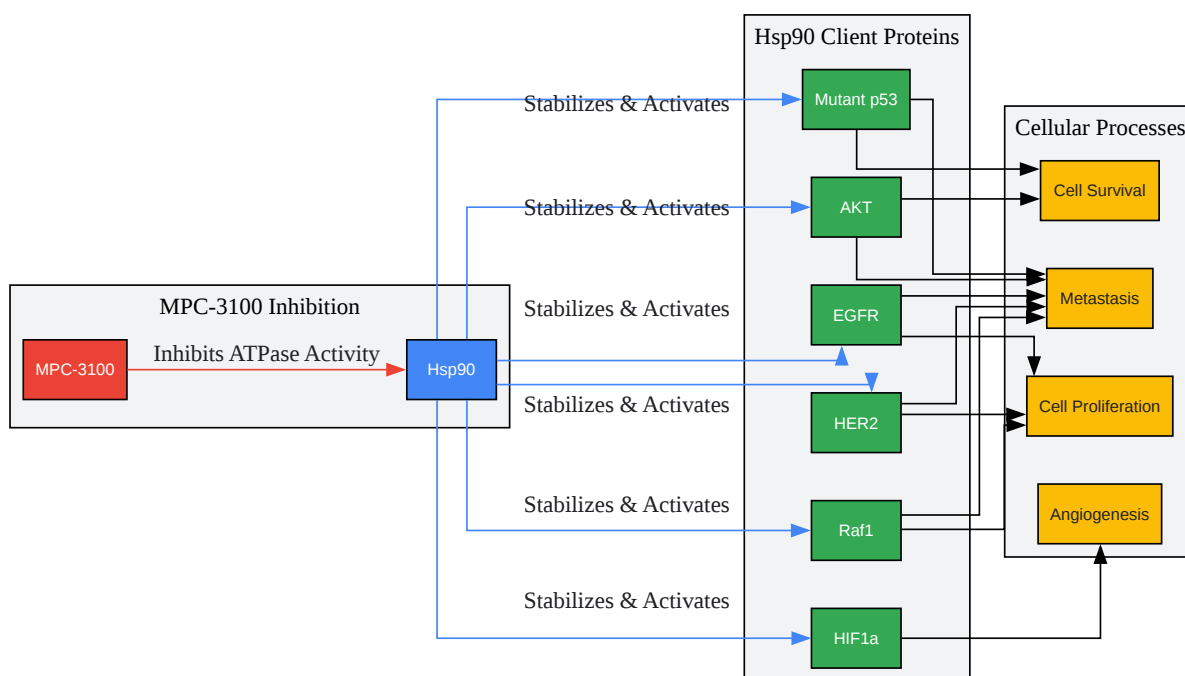 Hsp90 Client Proteins
Mutant p53
Stabilizes & Activates
Cellular Processes
Cell Survival
AKT
Stabilizes & Activates
MPC-3100 Inhibition
Metastasis
Stabilizes & Activates
EGFR
Inhibits ATPase Activity
MPC-3100
Hsp90
Stabilizes & Activates
Cell Proliferation
HER2
Stabilizes & Activates
Angiogenesis
Raf1
Stabilizes & Activates
HIF1a